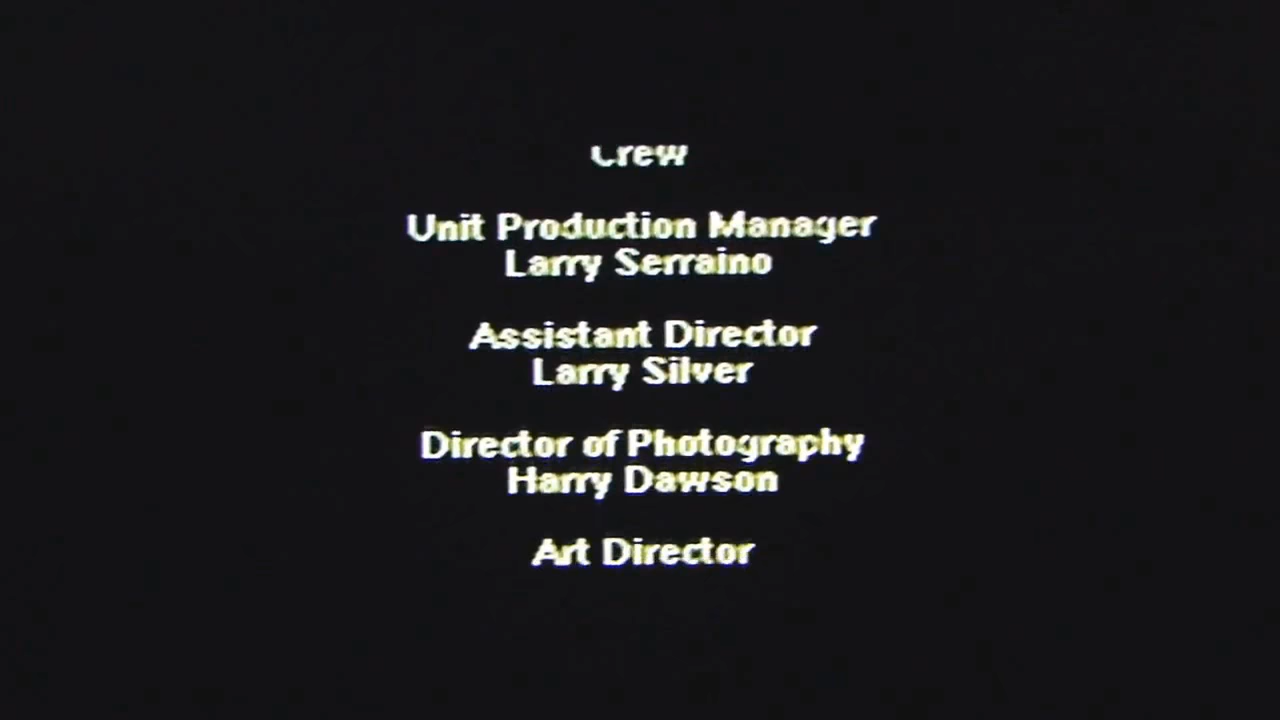 Crew
Unit Production Manager
Larry Serraino
Assistant Director
Larry Silver
Director of Photography
Harry Dawson
Art Director